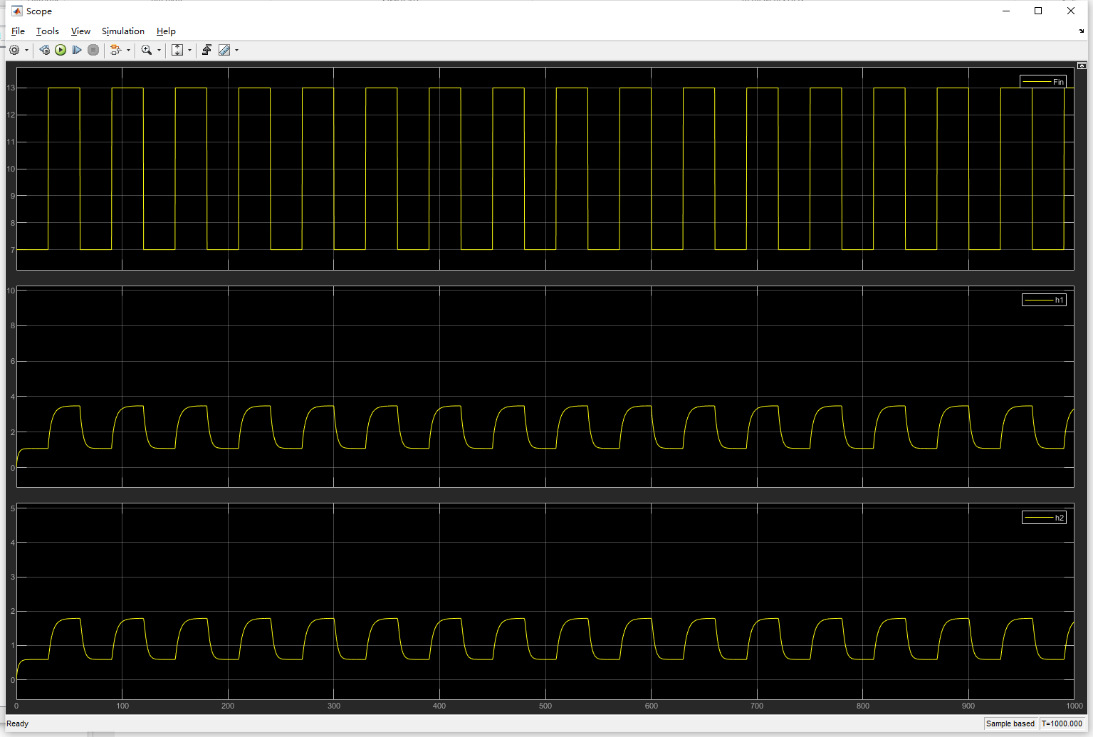 Scope
File Tools View Simulation Help
Fin
13
12
11
10
9
8
7
h1
10
8
6
4
2
0
h2
5
4
3
2
1
0
0 100 200 300 400 500 600 700 800 900 1000
Ready Sample based T=1000.000